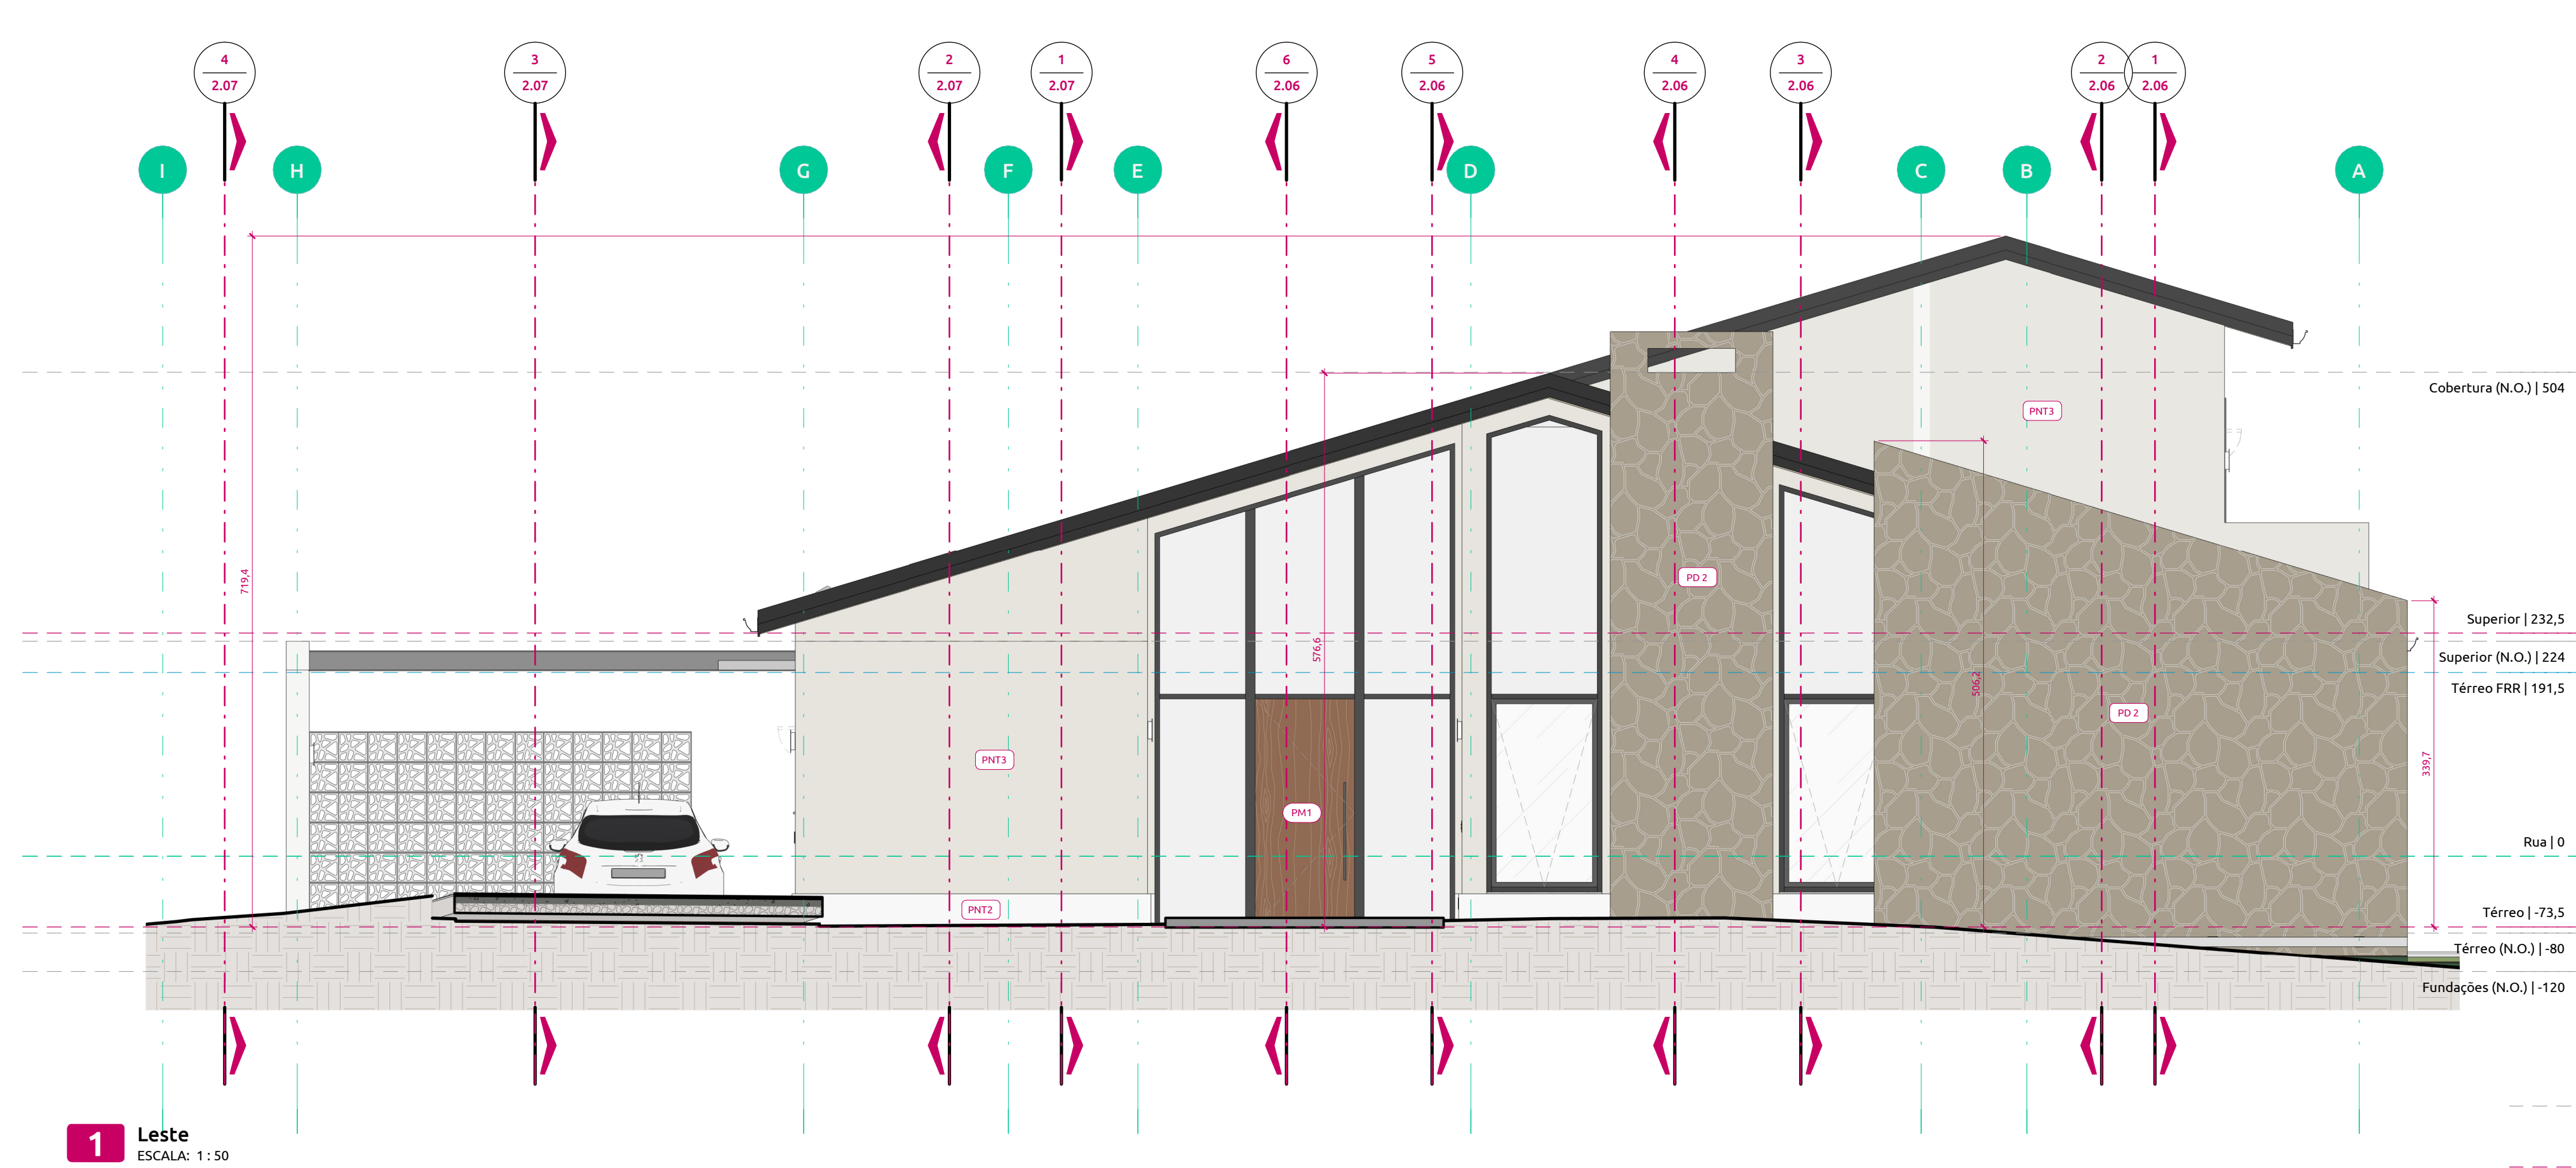 4 3 2 1 6 5 4 3 2 1
2.07 2.07 2.07 2.07 2.06 2.06 2.06 2.06 2.06 2.06
I H G F E D C B A
Cobertura (N.O.) | 504
PNT3
719,4
PD 2
Superior | 232,5
576,6
Superior (N.O.) | 224
506,2
Térreo FRR | 191,5
PD 2
PNT3
339,7
PM1
Rua | 0
PNT2
Térreo | -73,5
Térreo (N.O.) | -80
Fundações (N.O.) | -120
1 Leste
ESCALA: 1 : 50